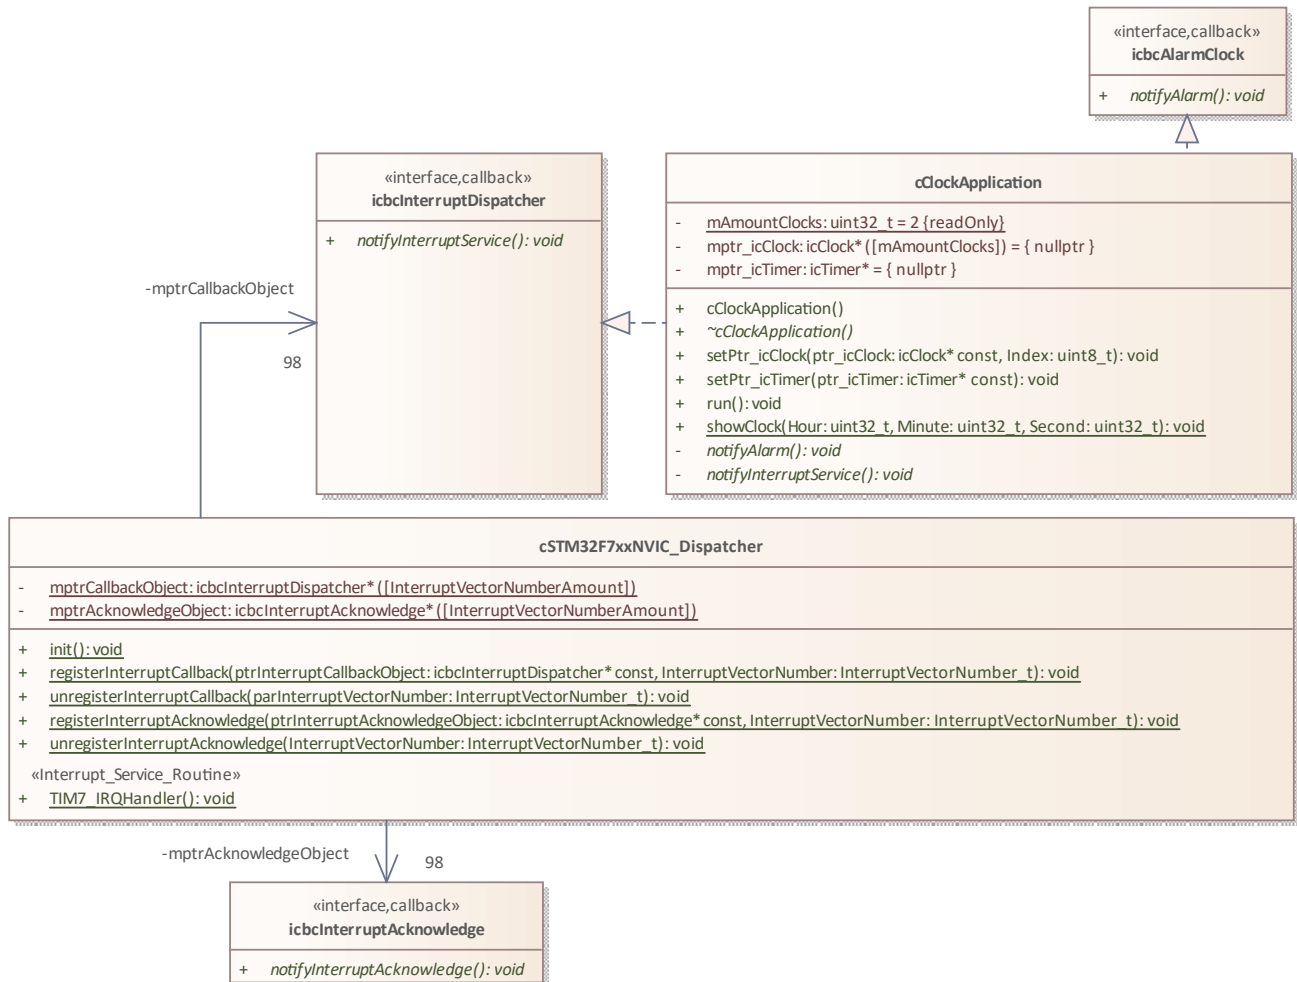 «interface,callback»
icbcAlarmClock
+ notifyAlarm(): void
«interface,callback»
icbcInterruptDispatcher
+ notifyInterruptService(): void
cClockApplication
- mAmountClocks: uint32_t = 2 {readOnly}
- mptr_icClock: icClock* ([mAmountClocks]) = { nullptr }
- mptr_icTimer: icTimer* = { nullptr }
+ cClockApplication()
+ ~cClockApplication()
+ setPtr_icClock(ptr_icClock: icClock* const, Index: uint8_t): void
+ setPtr_icTimer(ptr_icTimer: icTimer* const): void
+ run(): void
+ showClock(Hour: uint32_t, Minute: uint32_t, Second: uint32_t): void
- notifyAlarm(): void
- notifyInterruptService(): void
-mptrCallbackObject
98
cSTM32F7xxNVIC_Dispatcher
- mptrCallbackObject: icbcInterruptDispatcher* ([InterruptVectorNumberAmount])
- mptrAcknowledgeObject: icbcInterruptAcknowledge* ([InterruptVectorNumberAmount])
+ init(): void
+ registerInterruptCallback(ptrInterruptCallbackObject: icbcInterruptDispatcher* const, InterruptVectorNumber: InterruptVectorNumber_t): void
+ unregisterInterruptCallback(parInterruptVectorNumber: InterruptVectorNumber_t): void
+ registerInterruptAcknowledge(ptrInterruptAcknowledgeObject: icbcInterruptAcknowledge* const, InterruptVectorNumber: InterruptVectorNumber_t): void
+ unregisterInterruptAcknowledge(InterruptVectorNumber: InterruptVectorNumber_t): void
«Interrupt_Service_Routine»
+ TIM7_IRQHandler(): void
-mptrAcknowledgeObject
98
«interface,callback»
icbcInterruptAcknowledge
+ notifyInterruptAcknowledge(): void